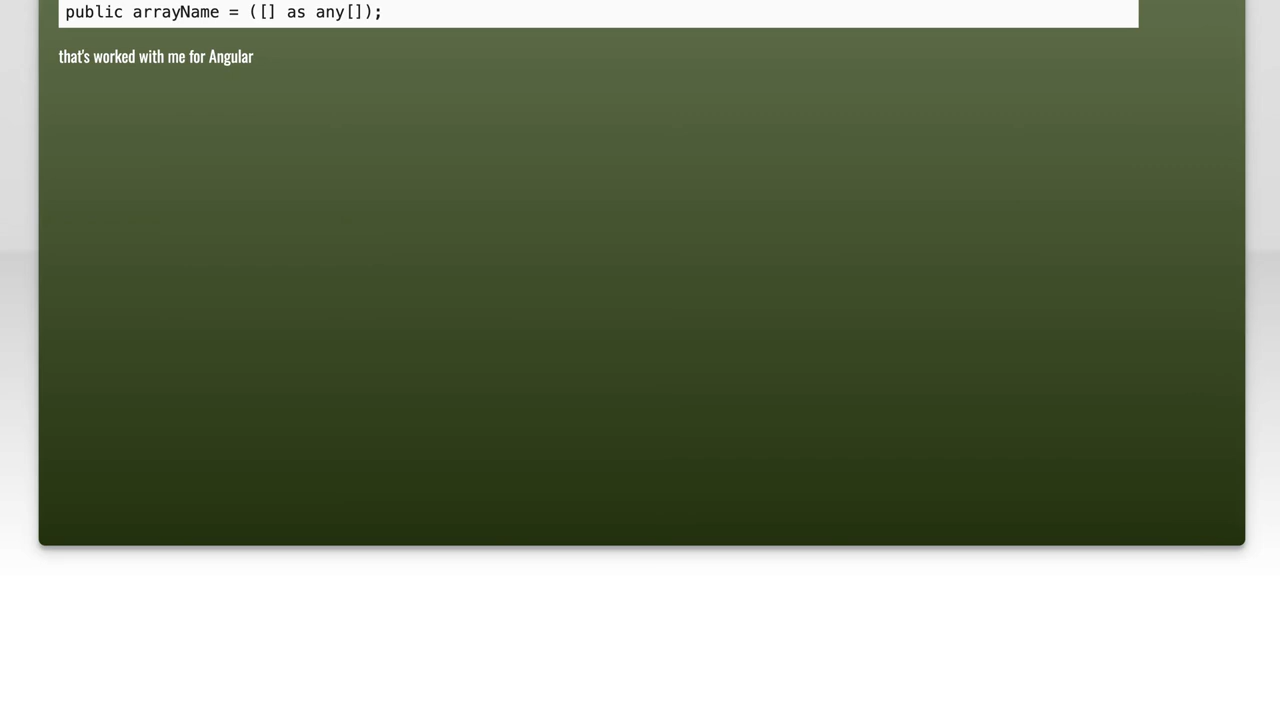 public arrayName = ([] as any[]);
that's worked with me for Angular